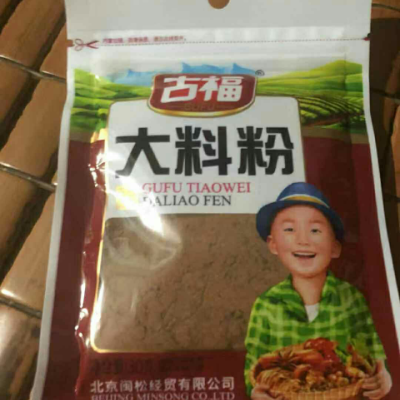 古福®
大料粉
GUFU TIAOWEI
DALIAO FEN
北京闽松经贸有限公司
BEIJING MINSONG CO.,LTD